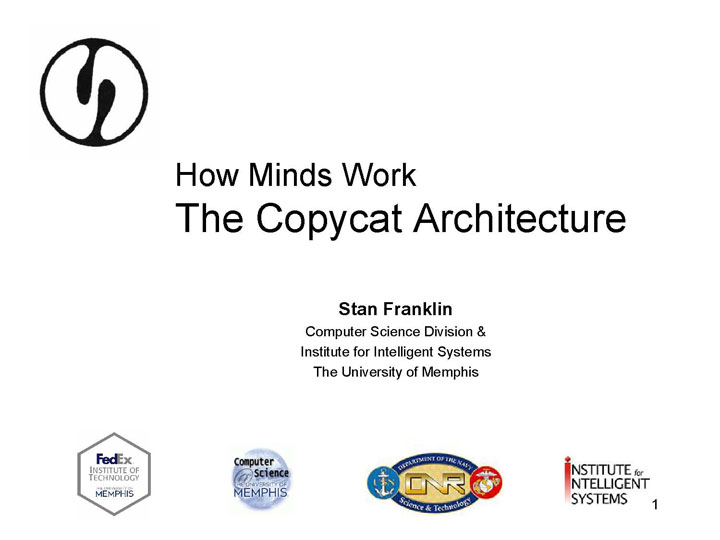 How Minds Work
The Copycat Architecture
Stan Franklin
Computer Science Division &
Institute for Intelligent Systems
The University of Memphis
FedEx
INSTITUTE OF
TECHNOLOGY
MEMPHIS
Computer
@Science
UNIVERSITY OF
MEMPHIS
DEPARTMENT OF THE NAVY
ONR
Science & Technology
INSTITUTE for
INTELLIGENT
SYSTEMS
1